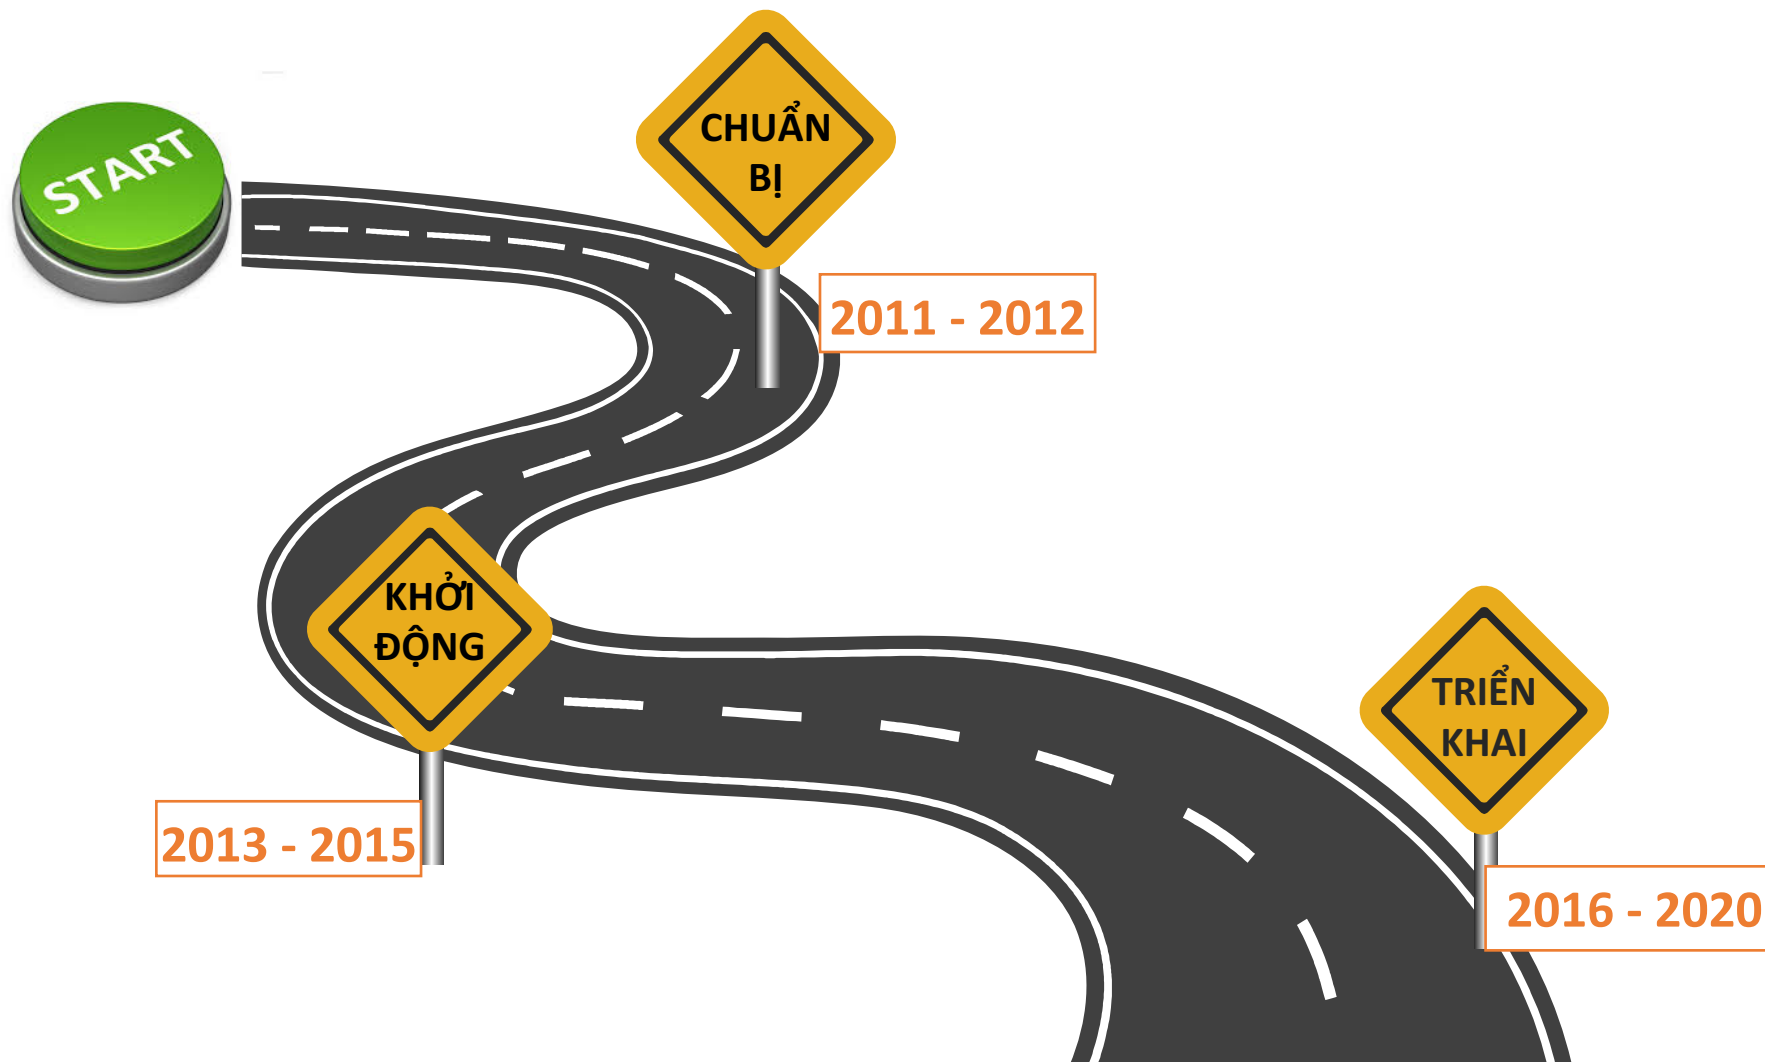 START
CHUẨN
BỊ
2011 - 2012
KHỞI
ĐỘNG
2013 - 2015
TRIỂN
KHAI
2016 - 2020